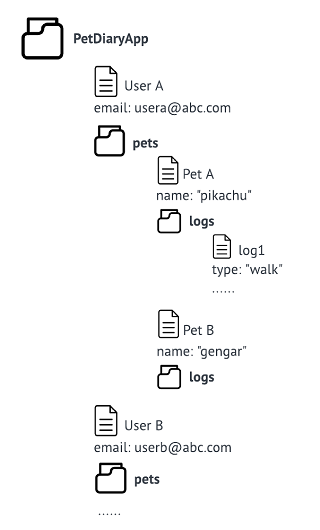 PetDiaryApp
User A
email: usera@abc.com
pets
Pet A
name: "pikachu"
logs
log1
type: "walk"
......
Pet B
name: "gengar"
logs
User B
email: userb@abc.com
pets
......